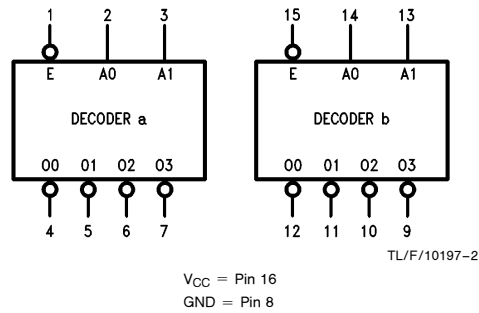 1 2 3 15 14 13
E A0 A1 E A0 A1
DECODER a DECODER b
O0 O1 O2 O3 O0 O1 O2 O3
4 5 6 7 12 11 10 9
TL/F/10197–2
VCC = Pin 16
GND = Pin 8